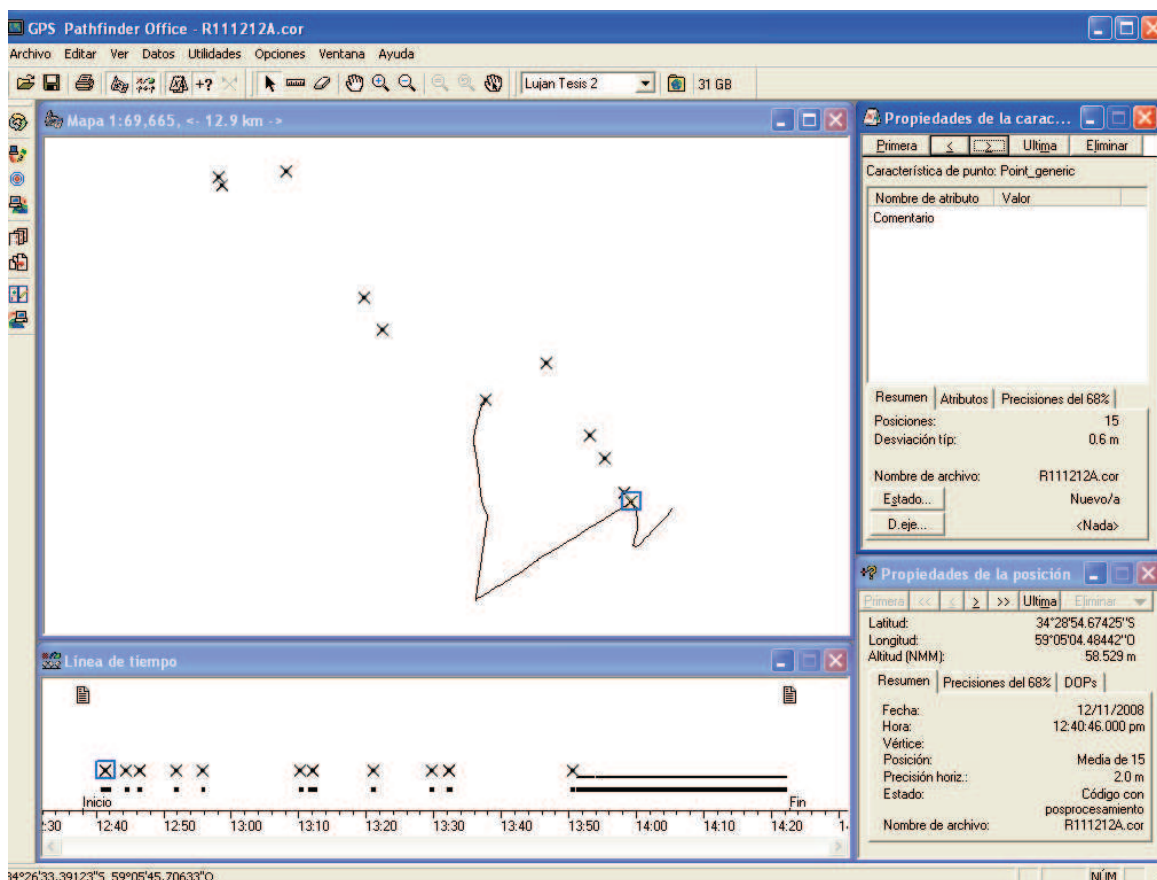 GPS Pathfinder Office - R111212A.cor
Archivo Editar Ver Datos Utilidades Opciones Ventana Ayuda
+? Lujan Tesis 2 31 GB
Mapa 1:69,665, <- 12.9 km ->
Propiedades de la carac...
Primera < > Ultima Eliminar
Característica de punto: Point_generic
Nombre de atributo Valor
Comentario
Resumen Atributos Precisiones del 68%
Posiciones: 15
Desviación típ: 0.6 m
Nombre de archivo: R111212A.cor
Estado... Nuevo/a
D.eje... <Nada>
Propiedades de la posición
Primera << < > >> Ultima Eliminar
Latitud: 34°28'54.67425"S
Longitud: 59°05'04.48442"O
Altitud (NMM): 58.529 m
Resumen Precisiones del 68% DOPs
Fecha: 12/11/2008
Hora: 12:40:46.000 pm
Vértice:
Posición: Media de 15
Precisión horiz.: 2.0 m
Estado: Código con
posprocesamiento
Nombre de archivo: R111212A.cor
Línea de tiempo
Inicio Fin
:30 12:40 12:50 13:00 13:10 13:20 13:30 13:40 13:50 14:00 14:10 14:20 14
34°26'33.39123"S, 59°05'45.70633"O NÚM